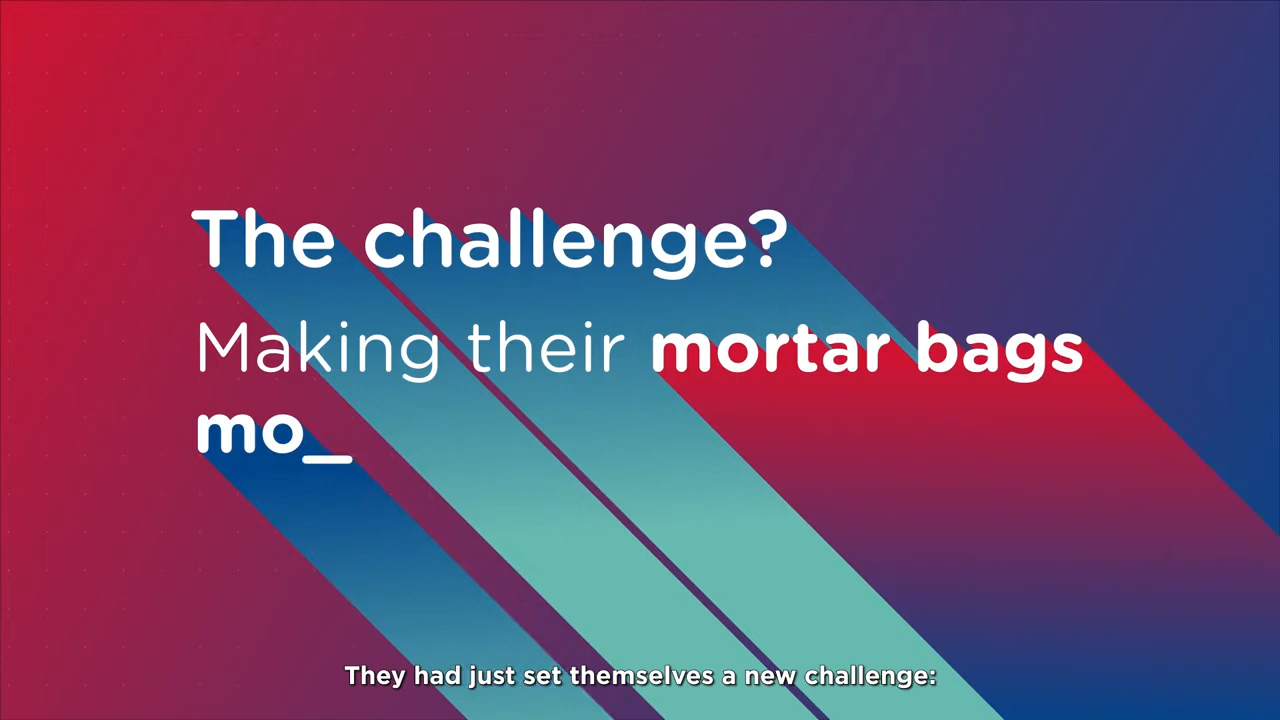 The challenge?
Making their mortar bags
mo_
They had just set themselves a new challenge: